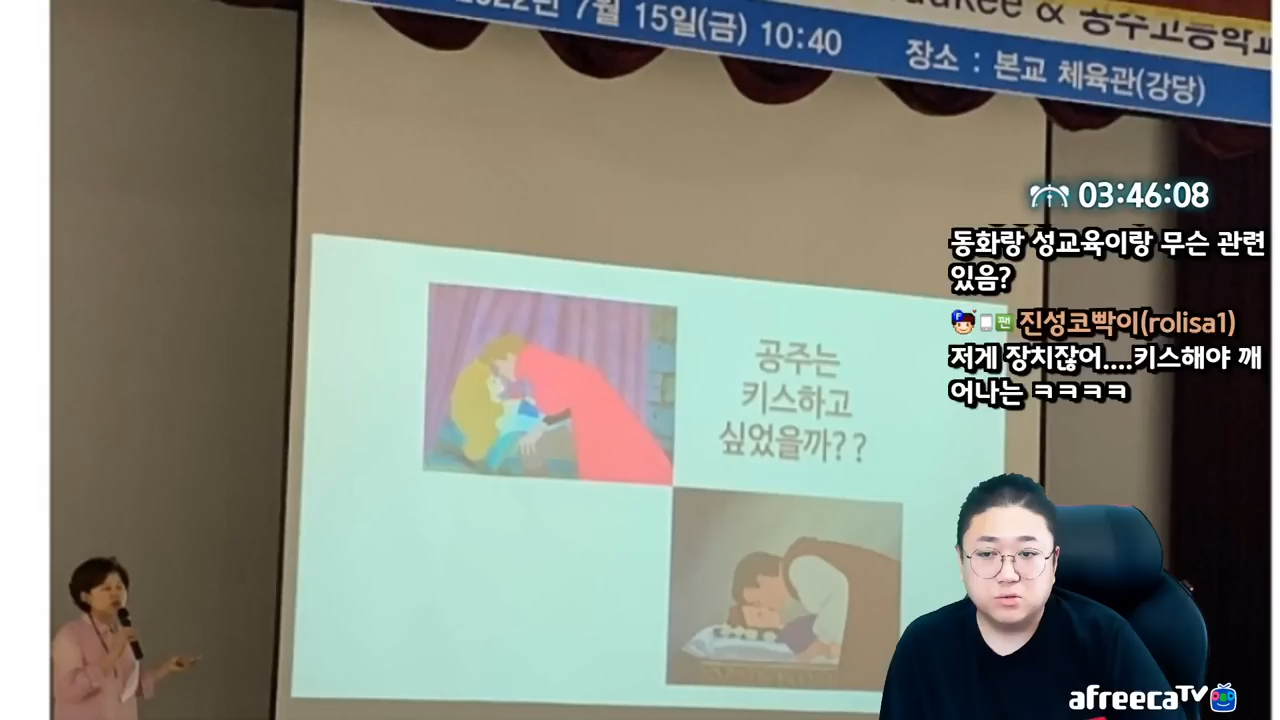 7월 15일(금) 10:40
장소 : 본교 체육관(강당)
03:46:08
동화랑 성교육이랑 무슨 관련
있음?
진성코빡이(rolisa1)
저게 장치잖어....키스해야 깨
어나는 ㅋㅋㅋㅋ
공주는
키스하고
싶었을까??
afreecaTV